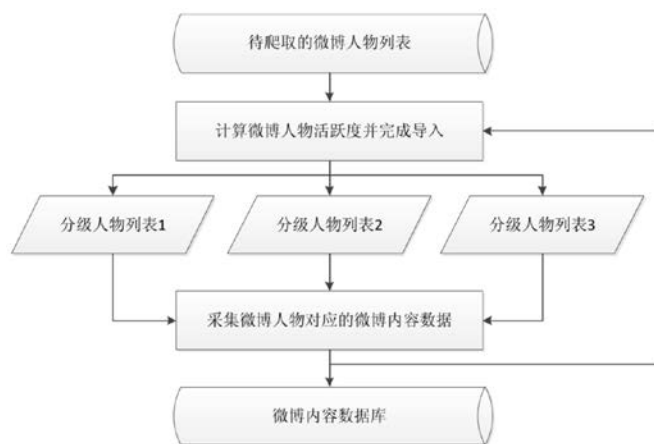 待爬取的微博人物列表
计算微博人物活跃度并完成导入
分级人物列表1
分级人物列表2
分级人物列表3
采集微博人物对应的微博内容数据
微博内容数据库